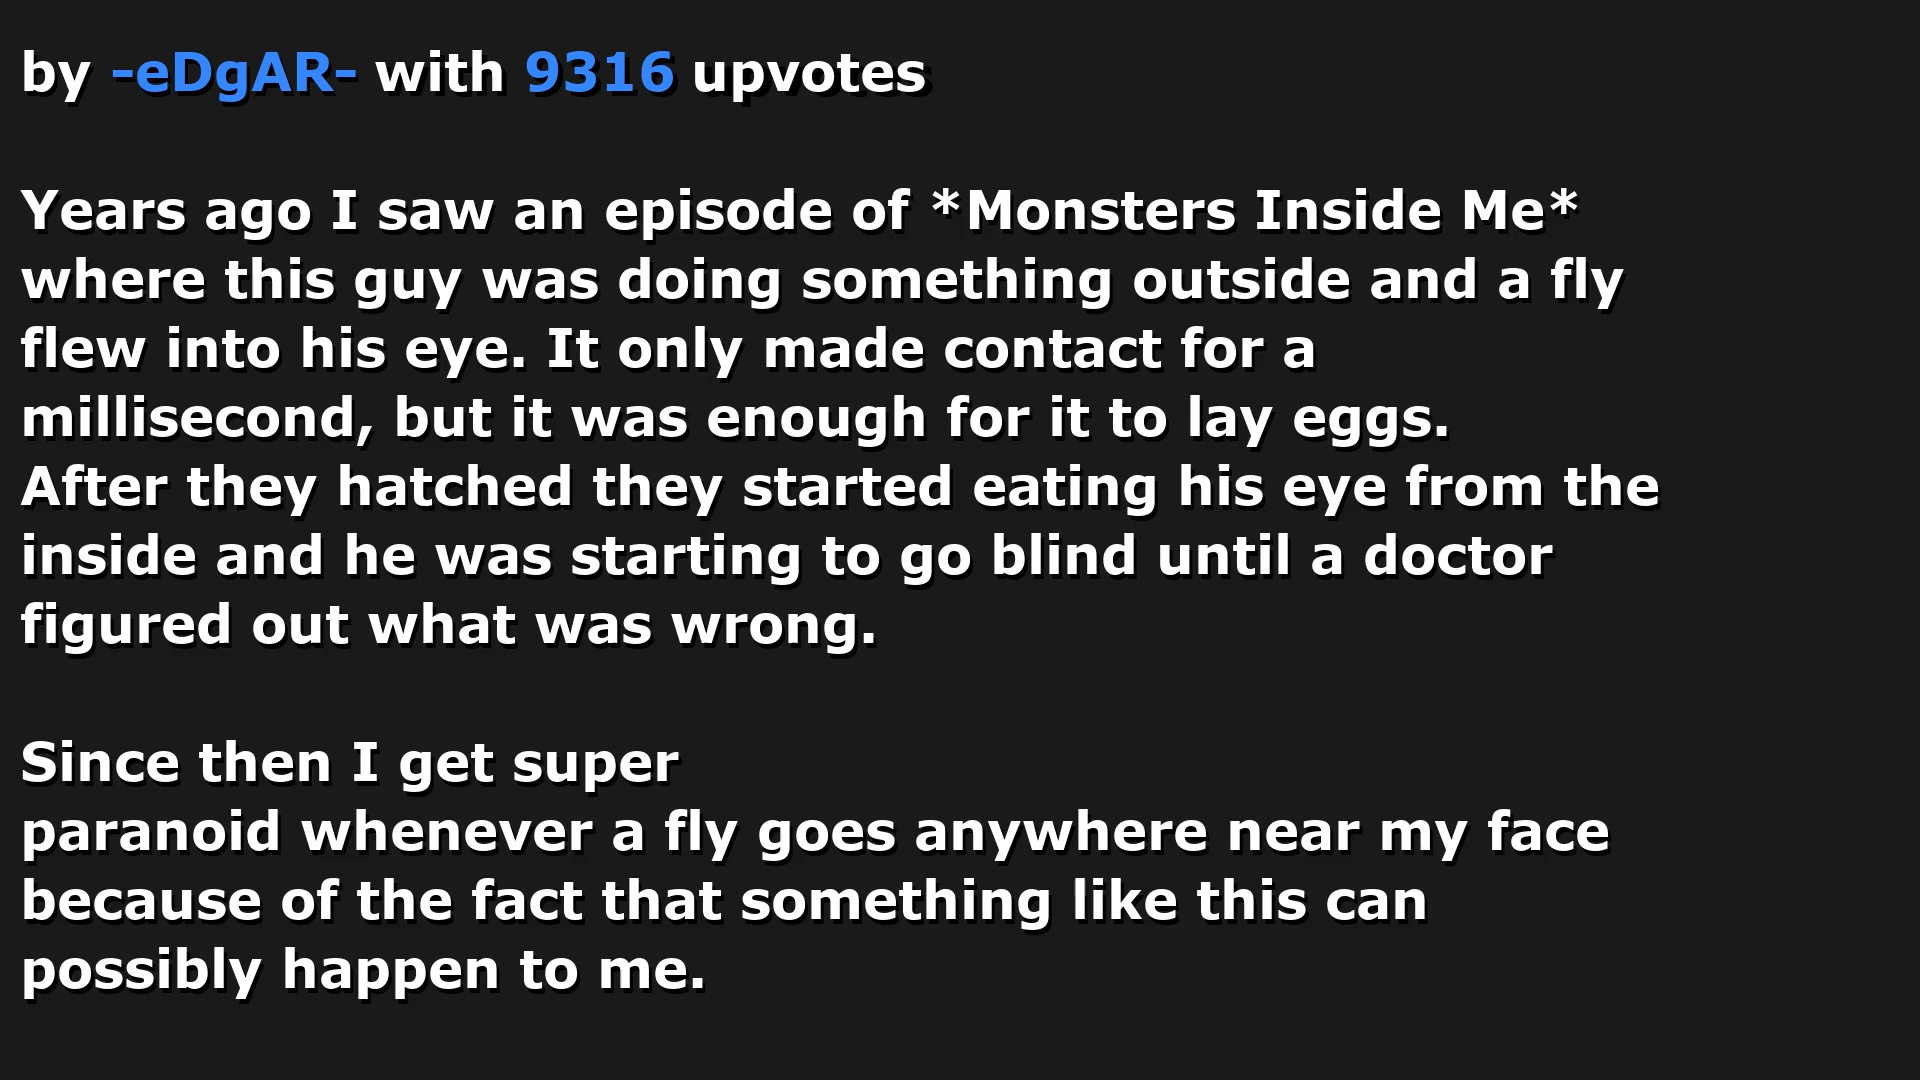 by -eDgAR- with 9316 upvotes
Years ago I saw an episode of *Monsters Inside Me*
where this guy was doing something outside and a fly
flew into his eye. It only made contact for a
millisecond, but it was enough for it to lay eggs.
After they hatched they started eating his eye from the
inside and he was starting to go blind until a doctor
figured out what was wrong.
Since then I get super
paranoid whenever a fly goes anywhere near my face
because of the fact that something like this can
possibly happen to me.